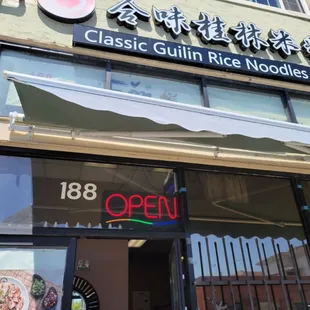 合味桂林米
Classic Guilin Rice Noodles
188
OPEN